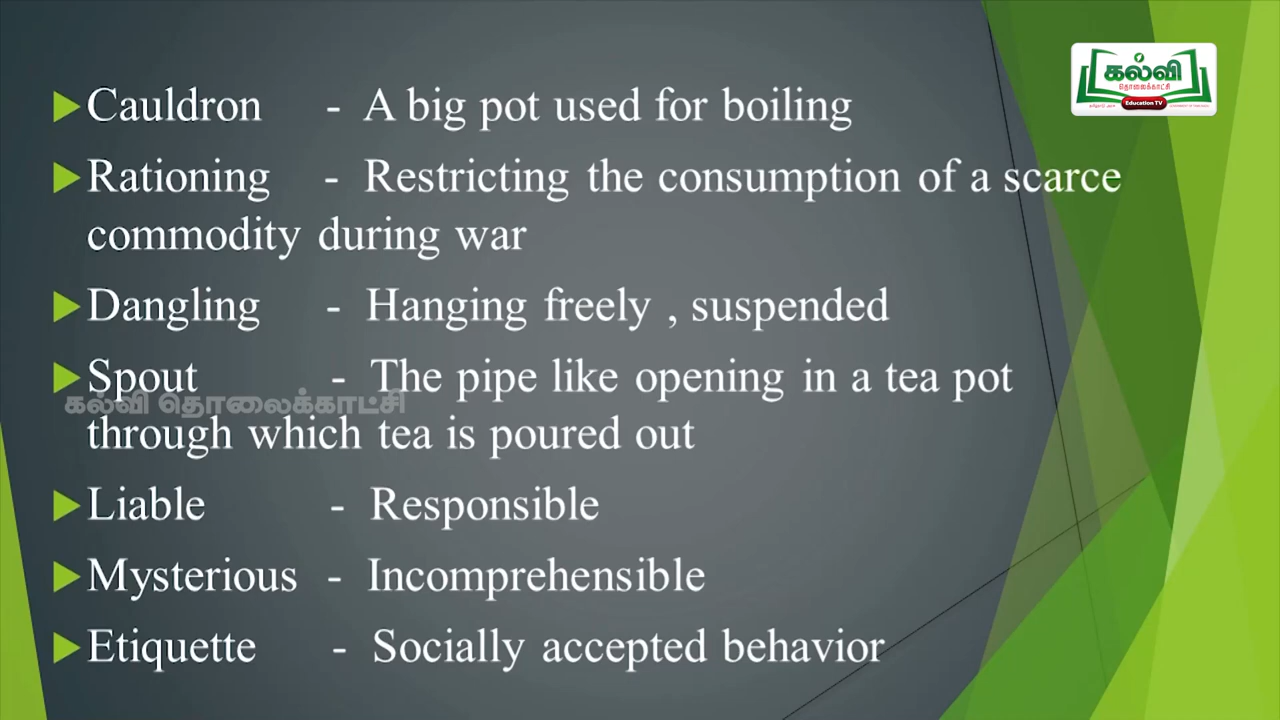 கல்வி
தொலைக்காட்சி
Education TV
Cauldron - A big pot used for boiling
Rationing - Restricting the consumption of a scarce
commodity during war
Dangling - Hanging freely , suspended
Spout - The pipe like opening in a tea pot
கல்வி தொலைக்காட்சி
through which tea is poured out
Liable - Responsible
Mysterious - Incomprehensible
Etiquette - Socially accepted behavior